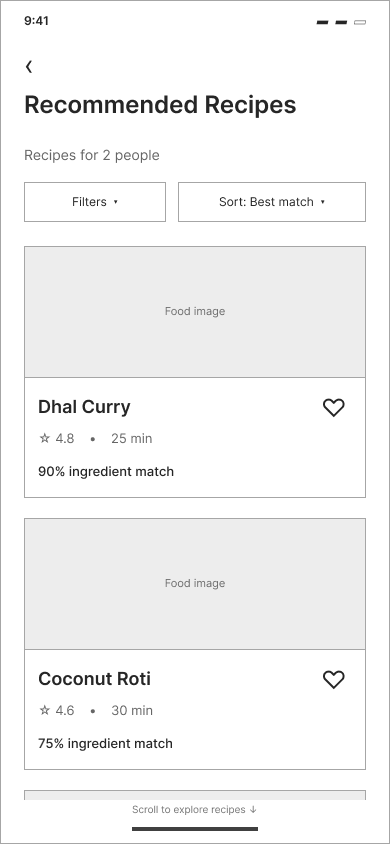 9:41
‹
Recommended Recipes
Recipes for 2 people
Filters ▾
Sort: Best match ▾
Food image
Dhal Curry
☆ 4.8 • 25 min
90% ingredient match
Food image
Coconut Roti
☆ 4.6 • 30 min
75% ingredient match
Scroll to explore recipes ↓